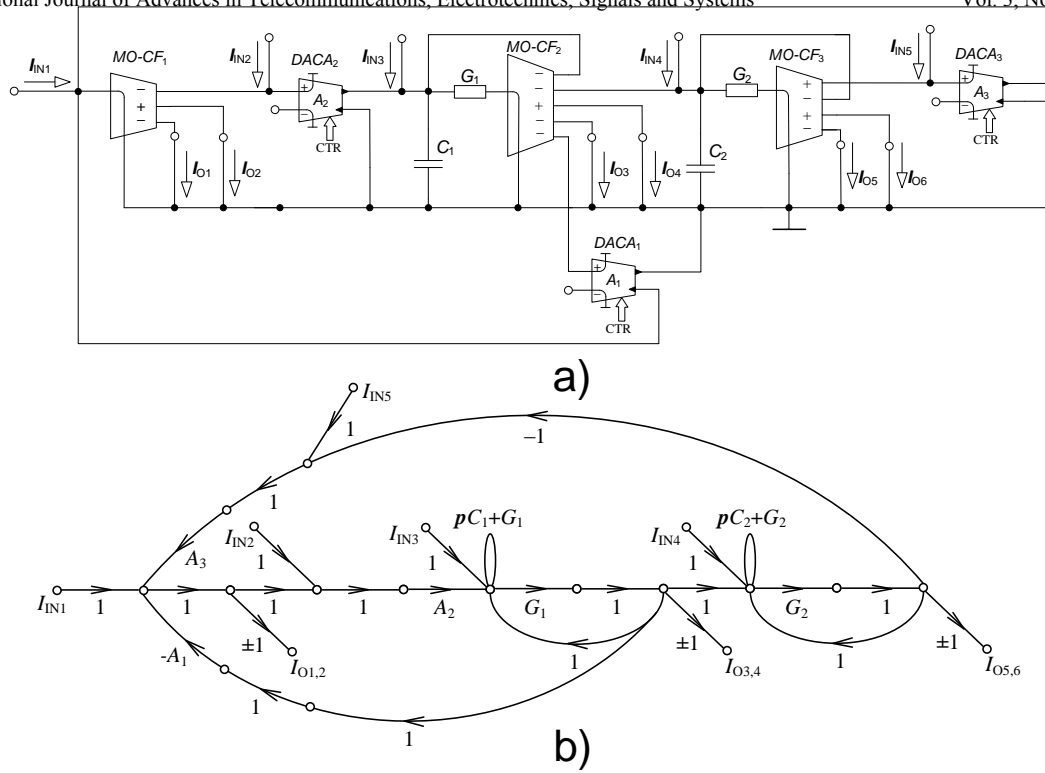 ional Journal of Advances in Telecommunications, Electrotechnics, Signals and Systems Vol. 5, No
I_IN1 MO-CF1 I_IN2 DACA2 I_IN3 MO-CF2 I_IN4 MO-CF3 I_IN5 DACA3
G1 G2
− + − + − A2 − − + − − + − + − + − A3
CTR CTR
C1 C2
I_O1 I_O2 I_O3 I_O4 I_O5 I_O6
DACA1
+ A1 −
CTR
a)
I_IN5
1 −1
1
pC1+G1 pC2+G2
I_IN2 I_IN3 I_IN4
A3 1 1 1
I_IN1 1 1 1 A2 G1 1 1 G2 1
±1 1 ±1 1 ±1
-A1 I_O1,2 I_O3,4 I_O5,6
1
1
b)